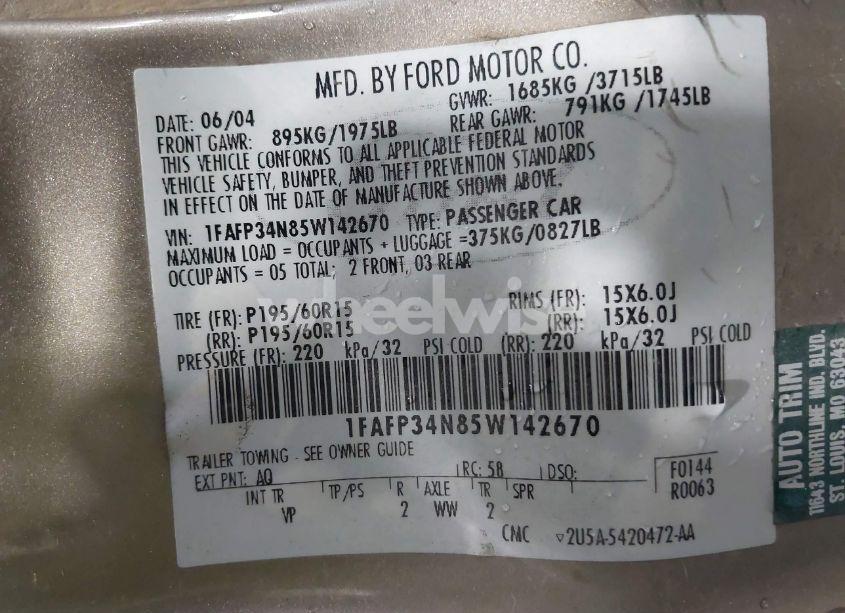 MFD. BY FORD MOTOR CO.
DATE: 06/04 GVWR: 1685KG /3715LB
FRONT GAWR: 895KG/1975LB REAR GAWR: 791KG /1745LB
THIS VEHICLE CONFORMS TO ALL APPLICABLE FEDERAL MOTOR
VEHICLE SAFETY, BUMPER, AND THEFT PREVENTION STANDARDS
IN EFFECT ON THE DATE OF MANUFACTURE SHOWN ABOVE.
VIN: 1FAFP34N85W142670 TYPE: PASSENGER CAR
MAXIMUM LOAD = OCCUPANTS + LUGGAGE =375KG/0827LB
OCCUPANTS = 05 TOTAL; 2 FRONT, 03 REAR
wheelwis
TIRE (FR): P195/60R15 RIMS (FR): 15X6.0J
(RR): P195/60R15 (RR): 15X6.0J
PRESSURE (FR): 220 kPa/32 PSI COLD (RR): 220 kPa/32 PSI COLD
1FAFP34N85W142670
TRAILER TOWING - SEE OWNER GUIDE
EXT PNT: AQ RC: 58 DSO: F0144
INT TR TP/PS R AXLE TR SPR R0063
VP 2 WW 2
CMC ▽2U5A-5420472-AA
AUTO TRIM
11643 NORTHLINE IND. BLVD.
ST. LOUIS, MO 63043